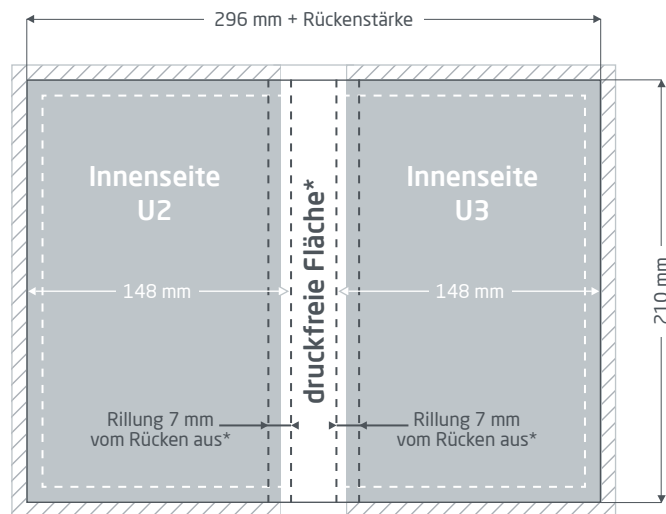 296 mm + Rückenstärke
Innenseite
U2
Innenseite
U3
druckfreie Fläche*
148 mm
148 mm
210 mm
Rillung 7 mm
vom Rücken aus*
Rillung 7 mm
vom Rücken aus*